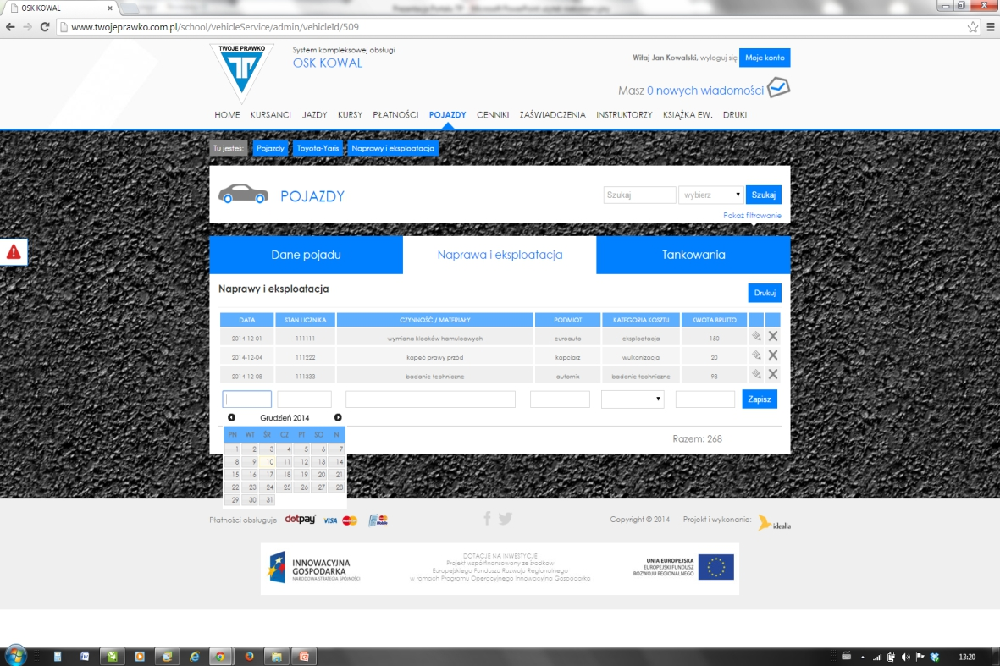 OSK KOWAL
www.twojeprawko.com.pl/school/vehicleService/admin/vehicleId/509
TWOJE PRAWKO
System kompleksowej obsługi
OSK KOWAL
Witaj Jan Kowalski, wyloguj się
Moje konto
Masz 0 nowych wiadomości
HOME KURSANCI JAZDY KURSY PŁATNOŚCI POJAZDY CENNIKI ZAŚWIADCZENIA INSTRUKTORZY KSIĄŻKA EW. DRUKI
Tu jesteś: Pojazdy Toyota-Yaris Naprawy i eksploatacja
POJAZDY
Szukaj wybierz Szukaj
Pokaż filtrowanie
Dane pojadu Naprawa i eksploatacja Tankowania
Naprawy i eksploatacja
Drukuj
DATA STAN LICZNIKA CZYNNOŚĆ / MATERIAŁY PODMIOT KATEGORIA KOSZTU KWOTA BRUTTO
2014-12-01 111111 wymiana klocków hamulcowych euroauto eksploatacja 150
2014-12-04 111222 kapeć prawy przód kapciarz wulkanizacja 20
2014-12-08 111333 badanie techniczne automix badanie techniczne 98
Zapisz
Grudzień 2014
PN WT ŚR CZ PT SO N
1 2 3 4 5 6 7
8 9 10 11 12 13 14
15 16 17 18 19 20 21
22 23 24 25 26 27 28
29 30 31
Razem: 268
Płatności obsługuje dotpay VISA
Copyright © 2014 Projekt i wykonanie: idealia
INNOWACYJNA
GOSPODARKA
NARODOWA STRATEGIA SPÓJNOŚCI
DOTACJE NA INWESTYCJE
Projekt współfinansowany ze środkow
Europejskiego Funduszu Rozwoju Regionalnego
w ramach Programu Operacyjnego Innowacyjna Gospodarka
UNIA EUROPEJSKA
EUROPEJSKI FUNDUSZ
ROZWOJU REGIONALNEGO
13:20